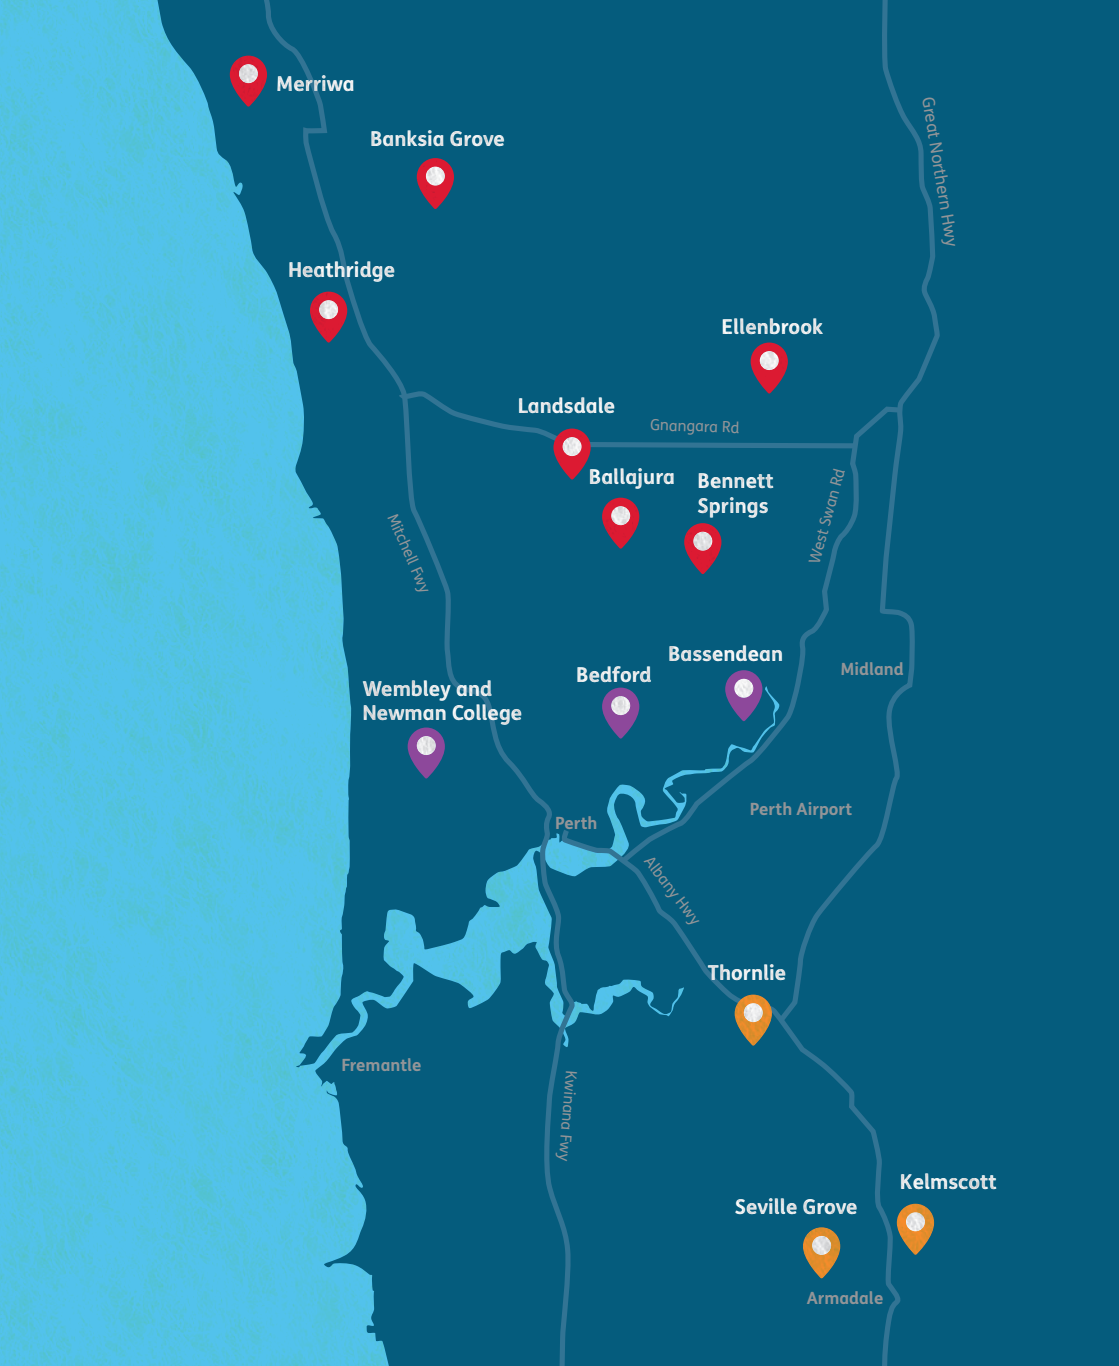 Merriwa
Great Northern Hwy
Banksia Grove
Heathridge
Ellenbrook
Landsdale
Gnangara Rd
Ballajura
Bennett
Springs
West Swan Rd
Mitchell Fwy
Bassendean
Midland
Bedford
Wembley and
Newman College
Perth Airport
Perth
Albany Hwy
Thornlie
Fremantle
Kwinana Fwy
Kelmscott
Seville Grove
Armadale